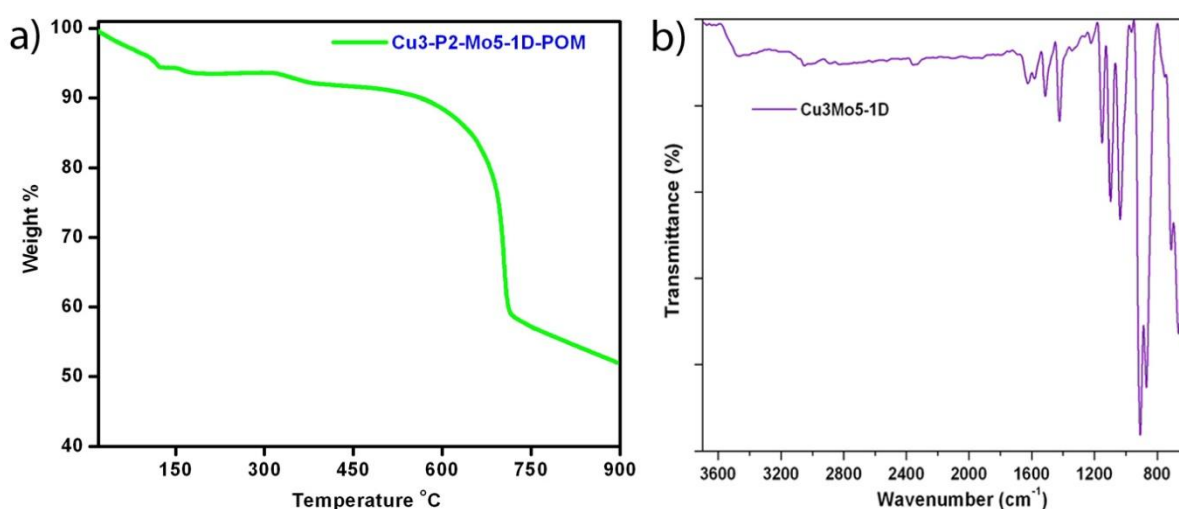 a)
Cu3-P2-Mo5-1D-POM
100
90
80
70
60
50
40
Weight %
150 300 450 600 750 900
Temperature °C
b)
Cu3Mo5-1D
Transmittance (%)
3600 3200 2800 2400 2000 1600 1200 800
Wavenumber (cm⁻¹)